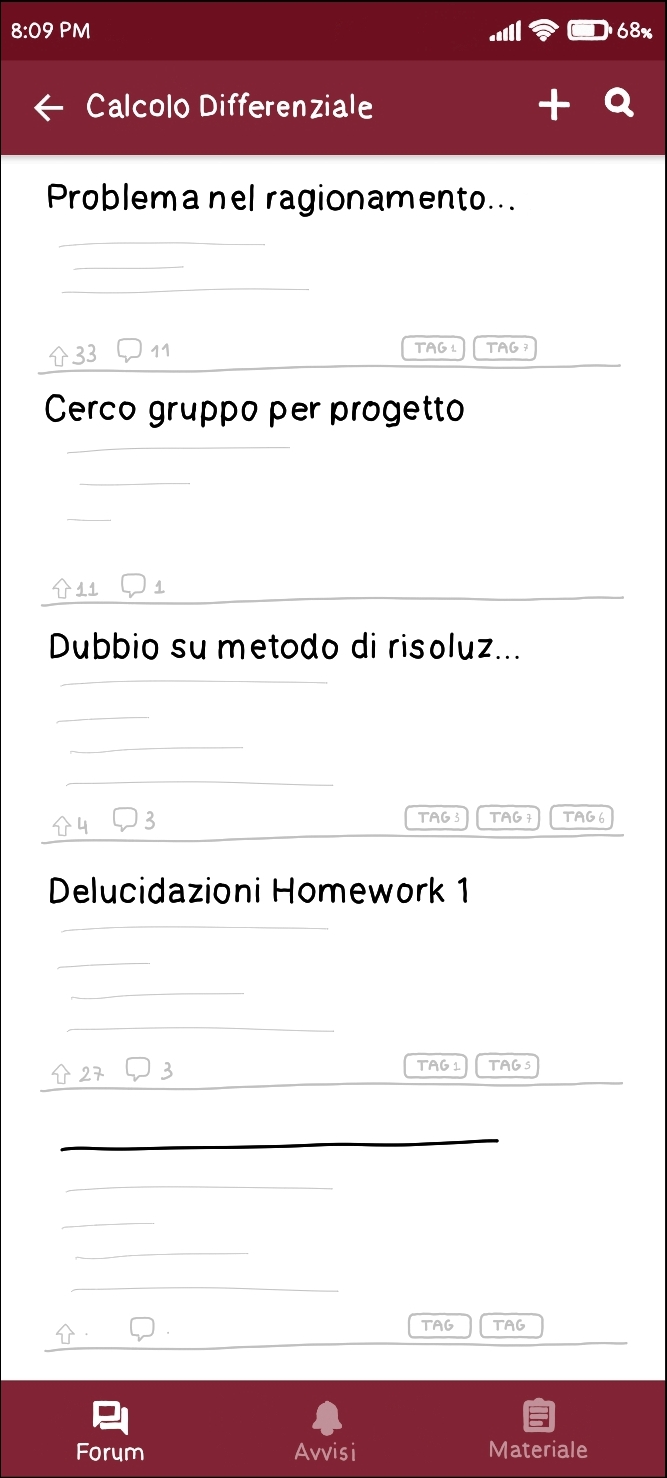 8:09 PM 68%
Calcolo Differenziale
Problema nel ragionamento...
33 11 TAG 1 TAG 7
Cerco gruppo per progetto
11 1
Dubbio su metodo di risoluz...
4 3 TAG 3 TAG 7 TAG 6
Delucidazioni Homework 1
27 3 TAG 1 TAG 5
TAG TAG
Forum Avvisi Materiale